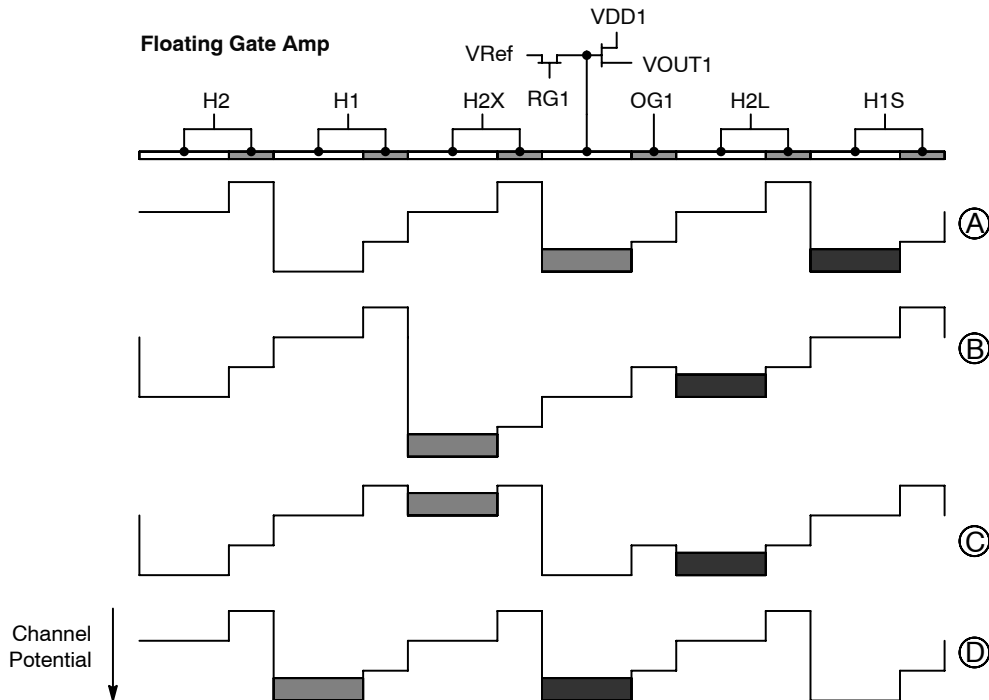 VDD1
Floating Gate Amp
VRef
VOUT1
H2 H1 H2X RG1 OG1 H2L H1S
A
B
C
Channel
Potential
D